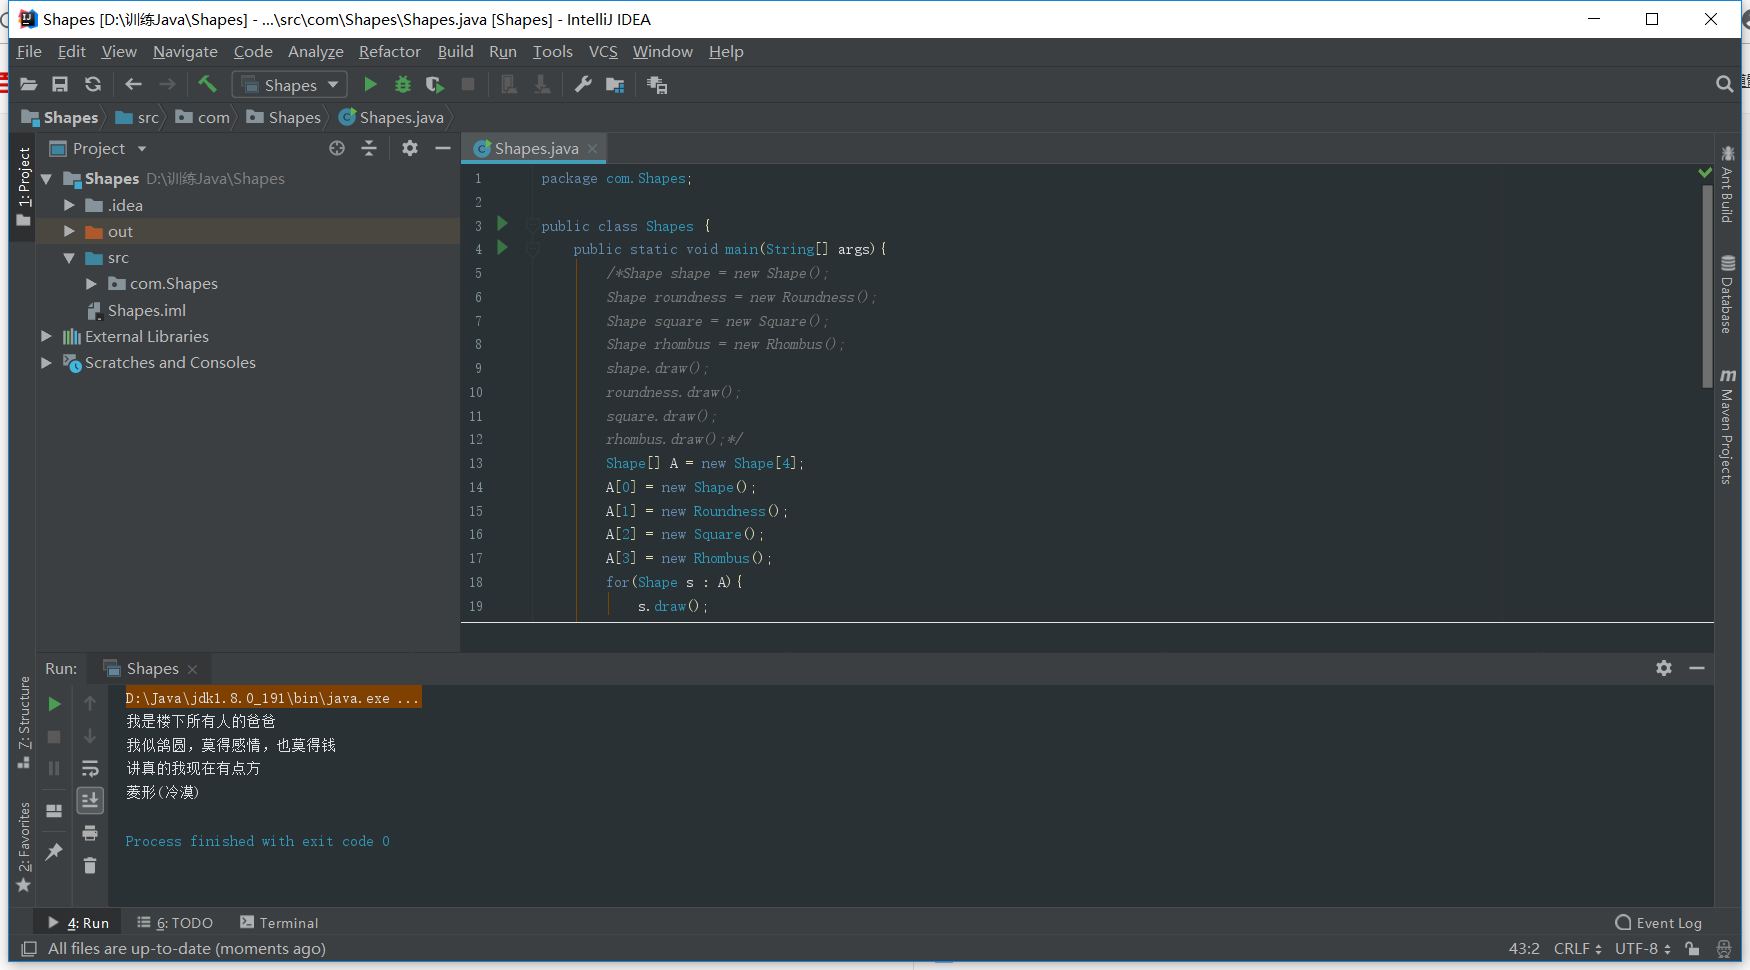 Shapes [D:\训练Java\Shapes] - ...\src\com\Shapes\Shapes.java [Shapes] - IntelliJ IDEA
File Edit View Navigate Code Analyze Refactor Build Run Tools VCS Window Help
Shapes
Shapes src com Shapes Shapes.java
1: Project
Project
Shapes D:\训练Java\Shapes
.idea
out
src
com.Shapes
Shapes.iml
External Libraries
Scratches and Consoles
Shapes.java
1 package com.Shapes;
2
3 public class Shapes {
4 public static void main(String[] args){
5 /*Shape shape = new Shape();
6 Shape roundness = new Roundness();
7 Shape square = new Square();
8 Shape rhombus = new Rhombus();
9 shape.draw();
10 roundness.draw();
11 square.draw();
12 rhombus.draw();*/
13 Shape[] A = new Shape[4];
14 A[0] = new Shape();
15 A[1] = new Roundness();
16 A[2] = new Square();
17 A[3] = new Rhombus();
18 for(Shape s : A){
19 s.draw();
Ant Build
Database
m Maven Projects
Run: Shapes
7: Structure
2: Favorites
D:\Java\jdk1.8.0_191\bin\java.exe ...
我是楼下所有人的爸爸
我似鸽圆，莫得感情，也莫得钱
讲真的我现在有点方
菱形(冷漠)
Process finished with exit code 0
4: Run 6: TODO Terminal Event Log
All files are up-to-date (moments ago) 43:2 CRLF UTF-8